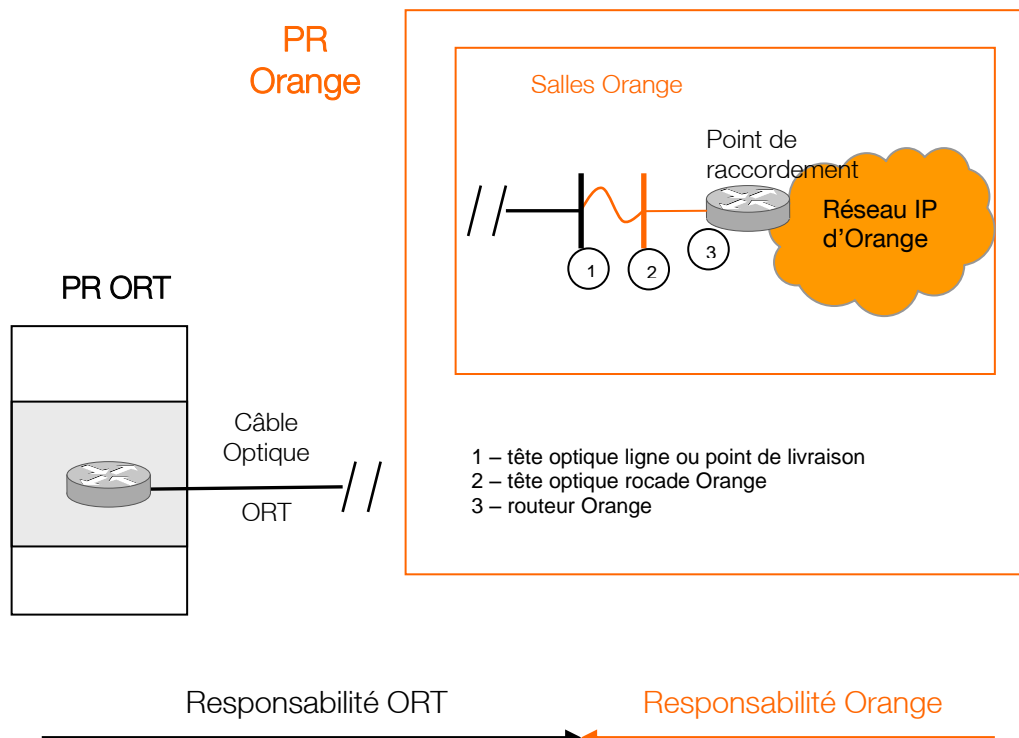 PR
Orange
Salles Orange
Point de
raccordement
Réseau IP
d’Orange
1
2
3
PR ORT
Câble
Optique
ORT
1 – tête optique ligne ou point de livraison
2 – tête optique rocade Orange
3 – routeur Orange
Responsabilité ORT
Responsabilité Orange